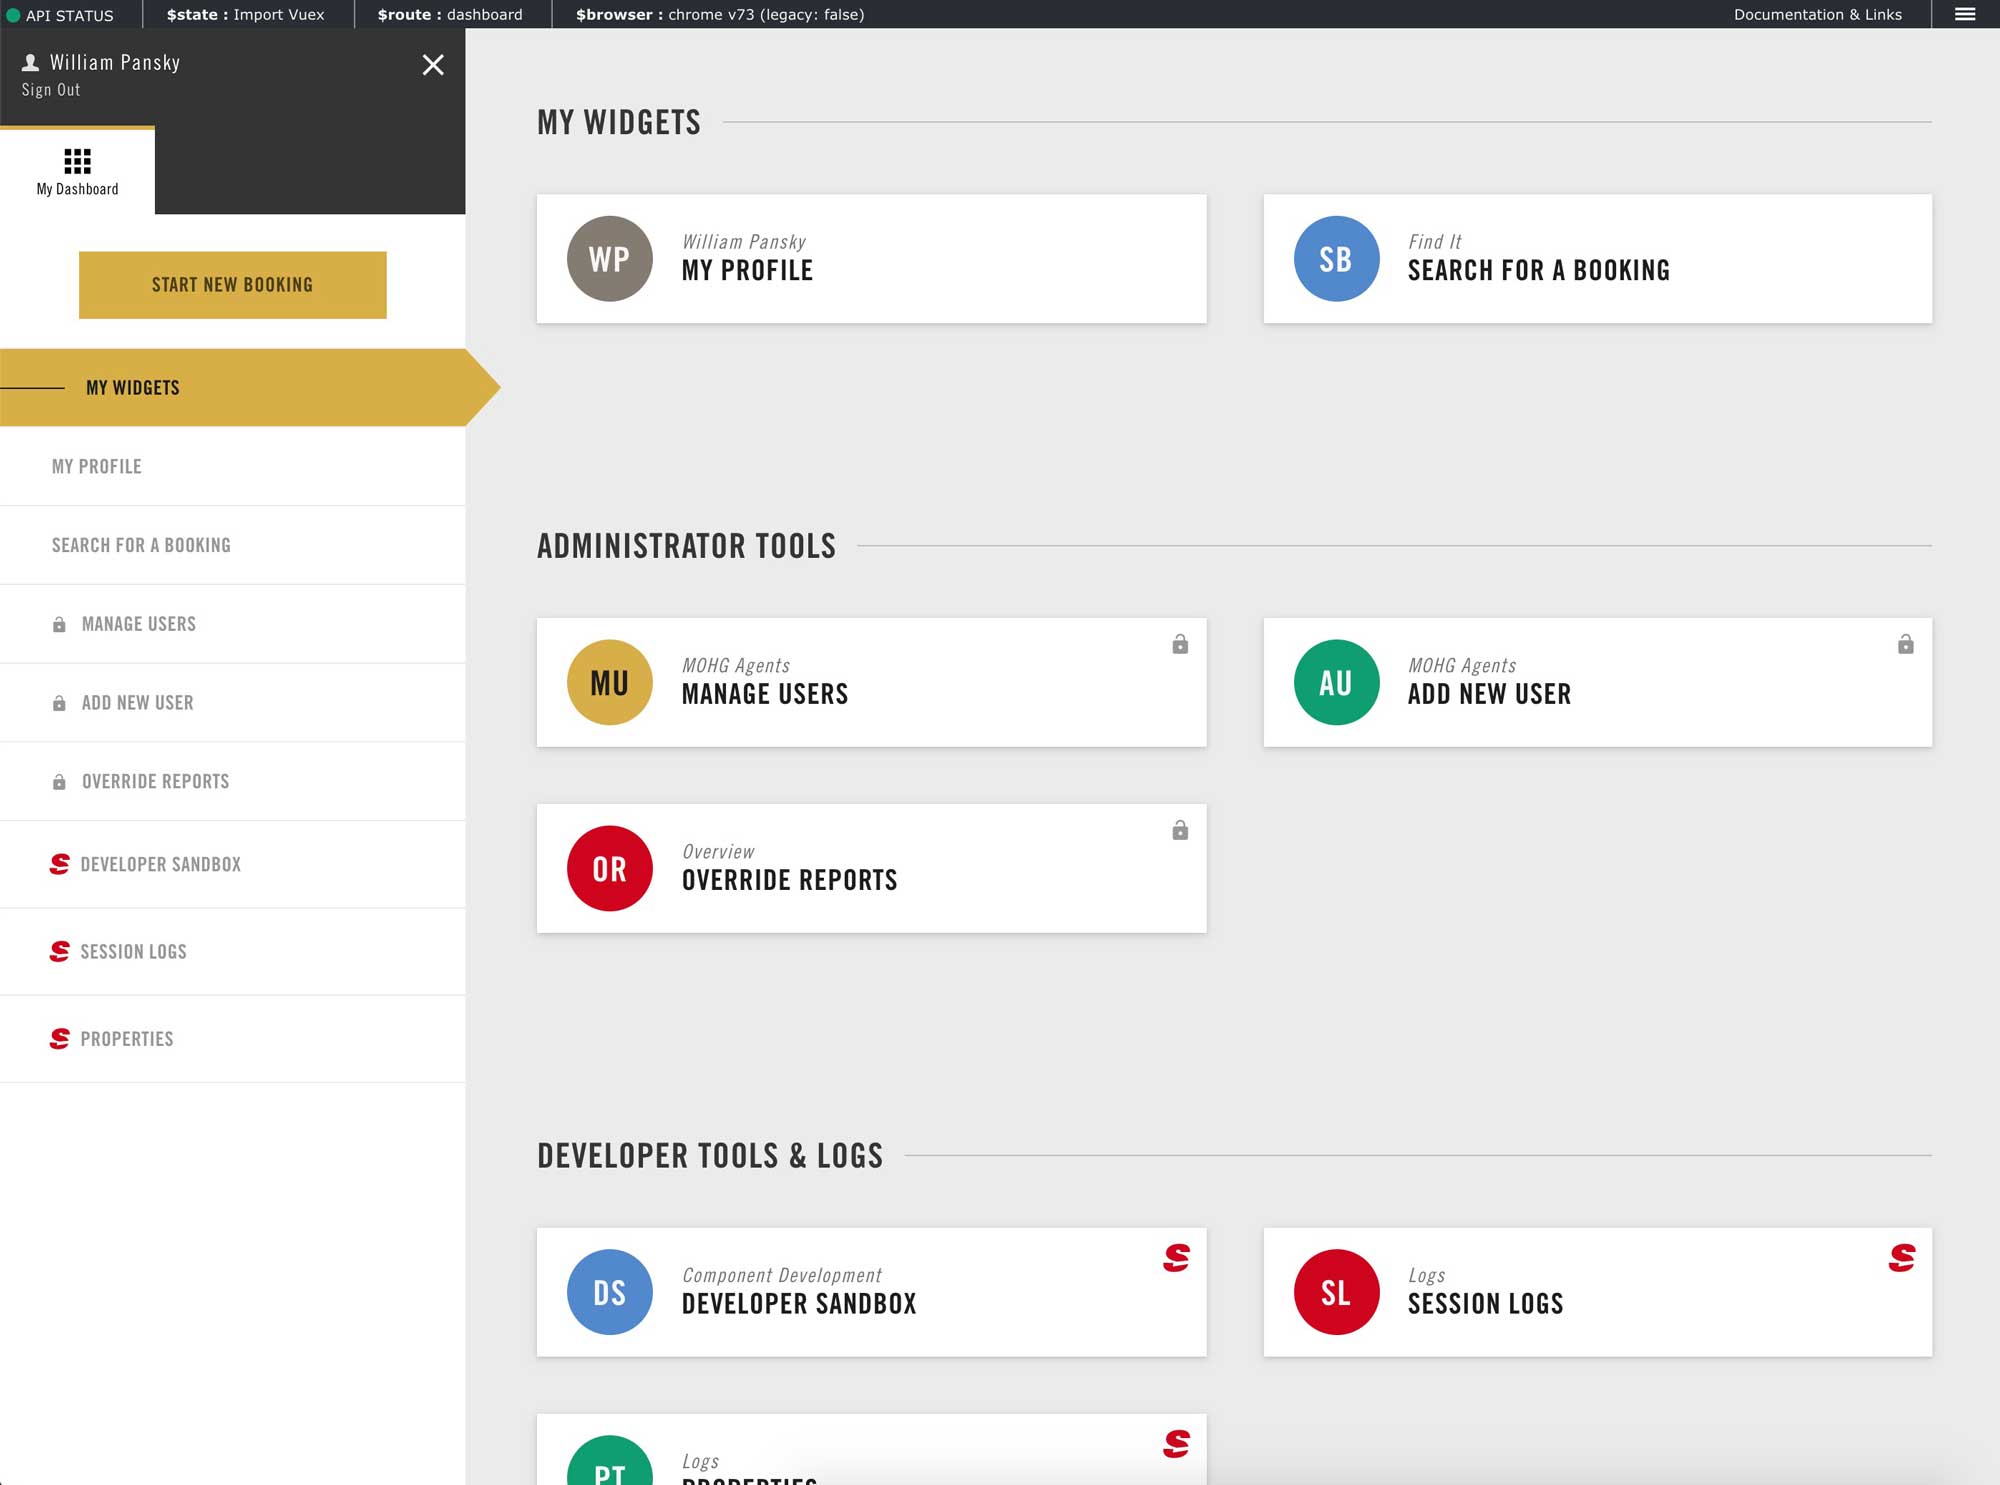 API STATUS
$state : Import Vuex
$route : dashboard
$browser : chrome v73 (legacy: false)
Documentation & Links
William Pansky
Sign Out
My Dashboard
START NEW BOOKING
MY WIDGETS
MY PROFILE
SEARCH FOR A BOOKING
MANAGE USERS
ADD NEW USER
OVERRIDE REPORTS
DEVELOPER SANDBOX
SESSION LOGS
PROPERTIES
MY WIDGETS
WP
William Pansky
MY PROFILE
SB
Find It
SEARCH FOR A BOOKING
ADMINISTRATOR TOOLS
MU
MOHG Agents
MANAGE USERS
AU
MOHG Agents
ADD NEW USER
OR
Overview
OVERRIDE REPORTS
DEVELOPER TOOLS & LOGS
DS
Component Development
DEVELOPER SANDBOX
SL
Logs
SESSION LOGS
PT
Logs
PROPERTIES